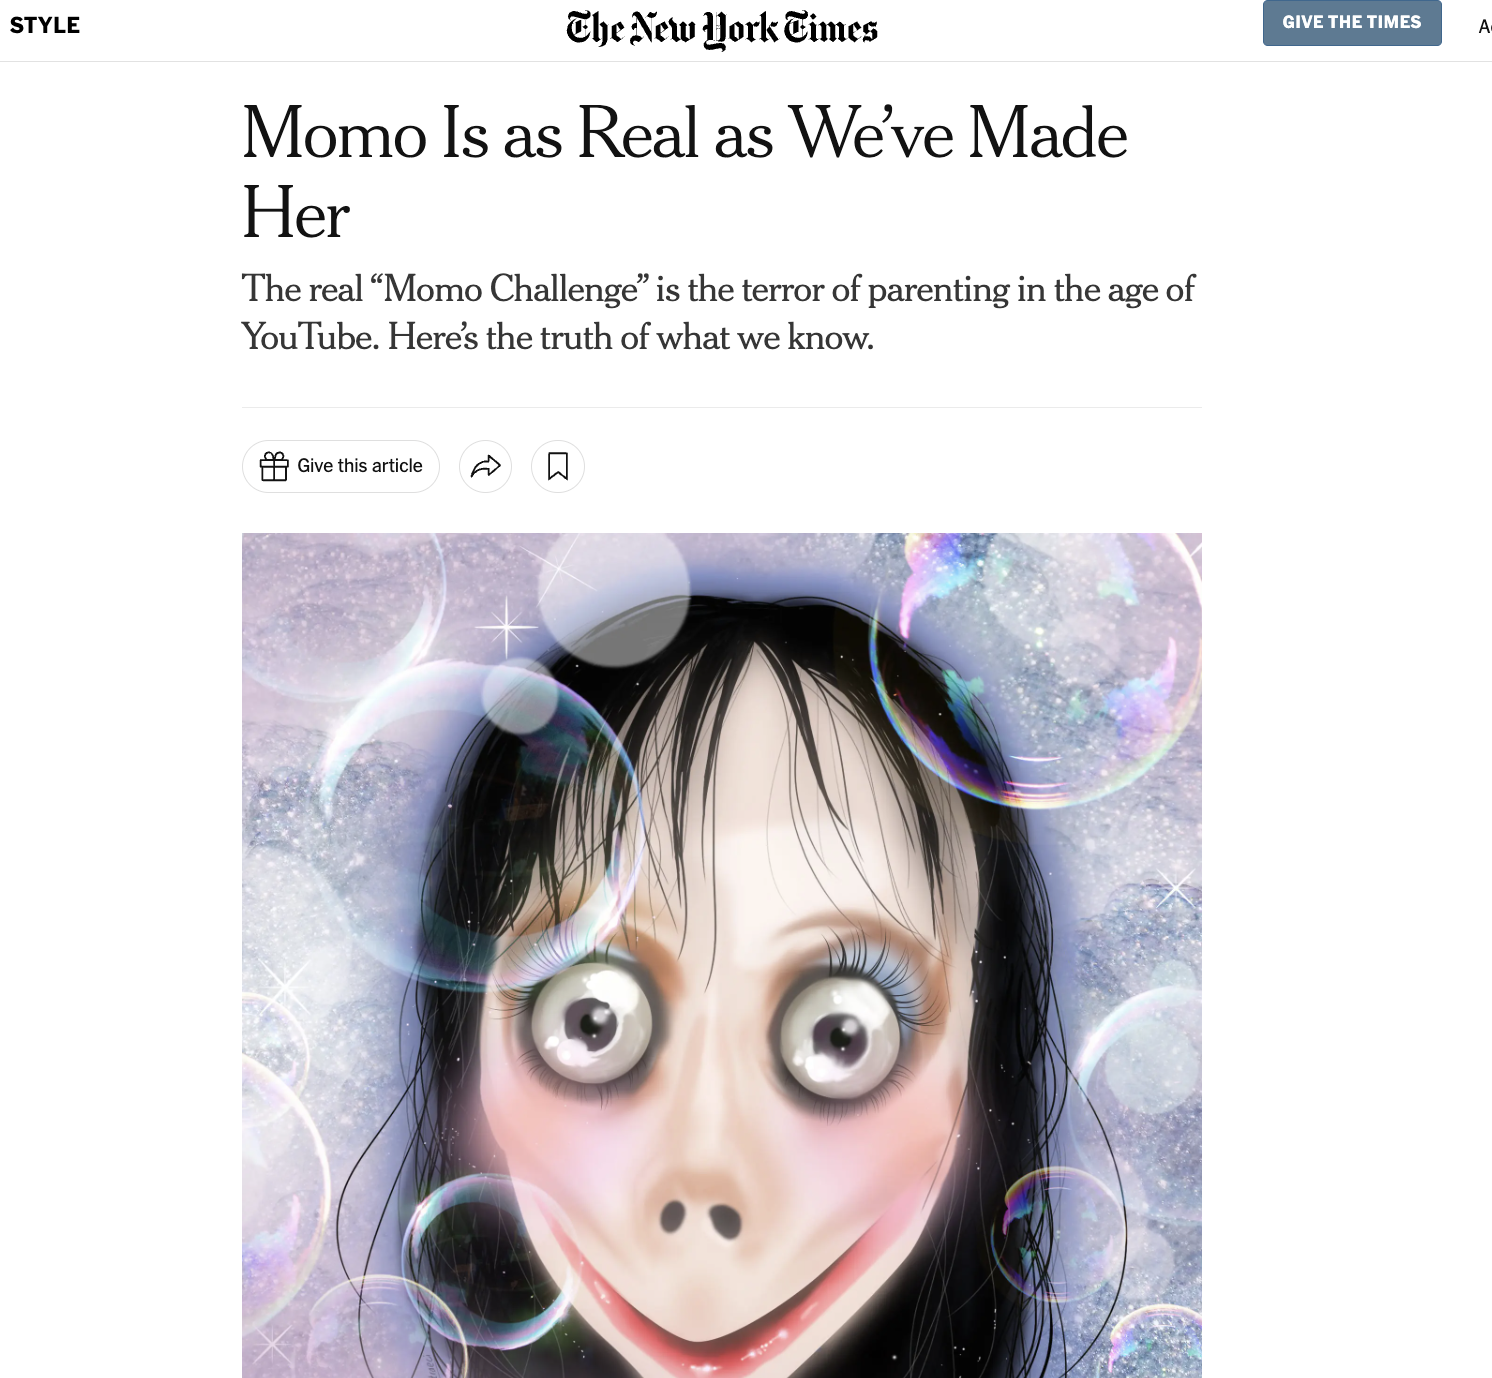 STYLE
The New York Times
GIVE THE TIMES
Momo Is as Real as We’ve Made
Her
The real “Momo Challenge” is the terror of parenting in the age of
YouTube. Here’s the truth of what we know.
Give this article